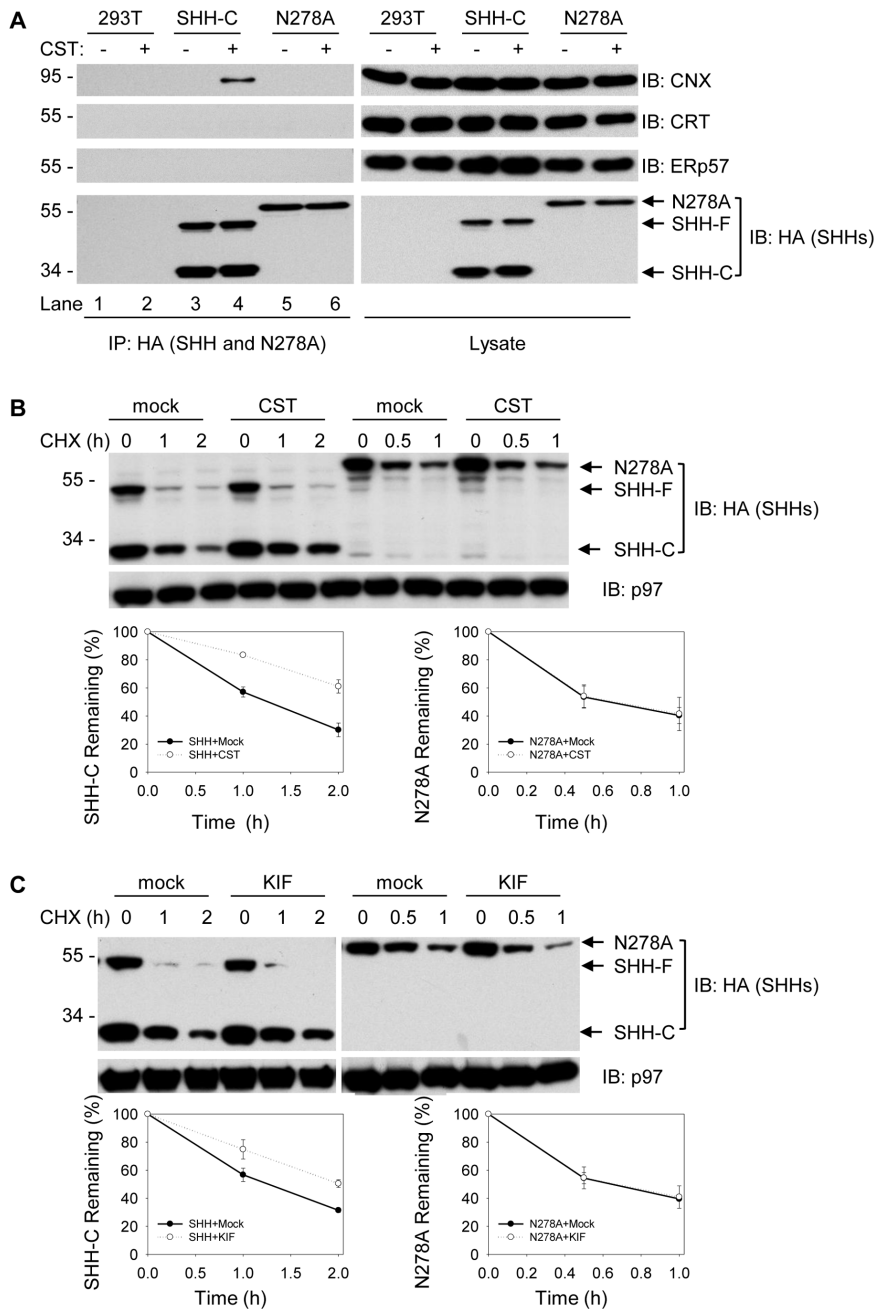 A
293T SHH-C N278A 293T SHH-C N278A
CST: - + - + - + - + - + - +
95 - IB: CNX
55 - IB: CRT
55 - IB: ERp57
55 - N278A
SHH-F
IB: HA (SHHs)
34 - SHH-C
Lane 1 2 3 4 5 6
IP: HA (SHH and N278A) Lysate
B
mock CST mock CST
CHX (h) 0 1 2 0 1 2 0 0.5 1 0 0.5 1
N278A
55 - SHH-F
IB: HA (SHHs)
34 - SHH-C
IB: p97
SHH-C Remaining (%)
100
80
60
40
20
0
SHH+Mock
SHH+CST
0.0 0.5 1.0 1.5 2.0
Time (h)
N278A Remaining (%)
100
80
60
40
20
0
N278A+Mock
N278A+CST
0.0 0.2 0.4 0.6 0.8 1.0
Time (h)
C
mock KIF mock KIF
CHX (h) 0 1 2 0 1 2 0 0.5 1 0 0.5 1
N278A
55 - SHH-F
IB: HA (SHHs)
34 - SHH-C
IB: p97
SHH-C Remaining (%)
100
80
60
40
20
0
SHH+Mock
SHH+KIF
0.0 0.5 1.0 1.5 2.0
Time (h)
N278A Remaining (%)
100
80
60
40
20
0
N278A+Mock
N278A+KIF
0.0 0.2 0.4 0.6 0.8 1.0
Time (h)